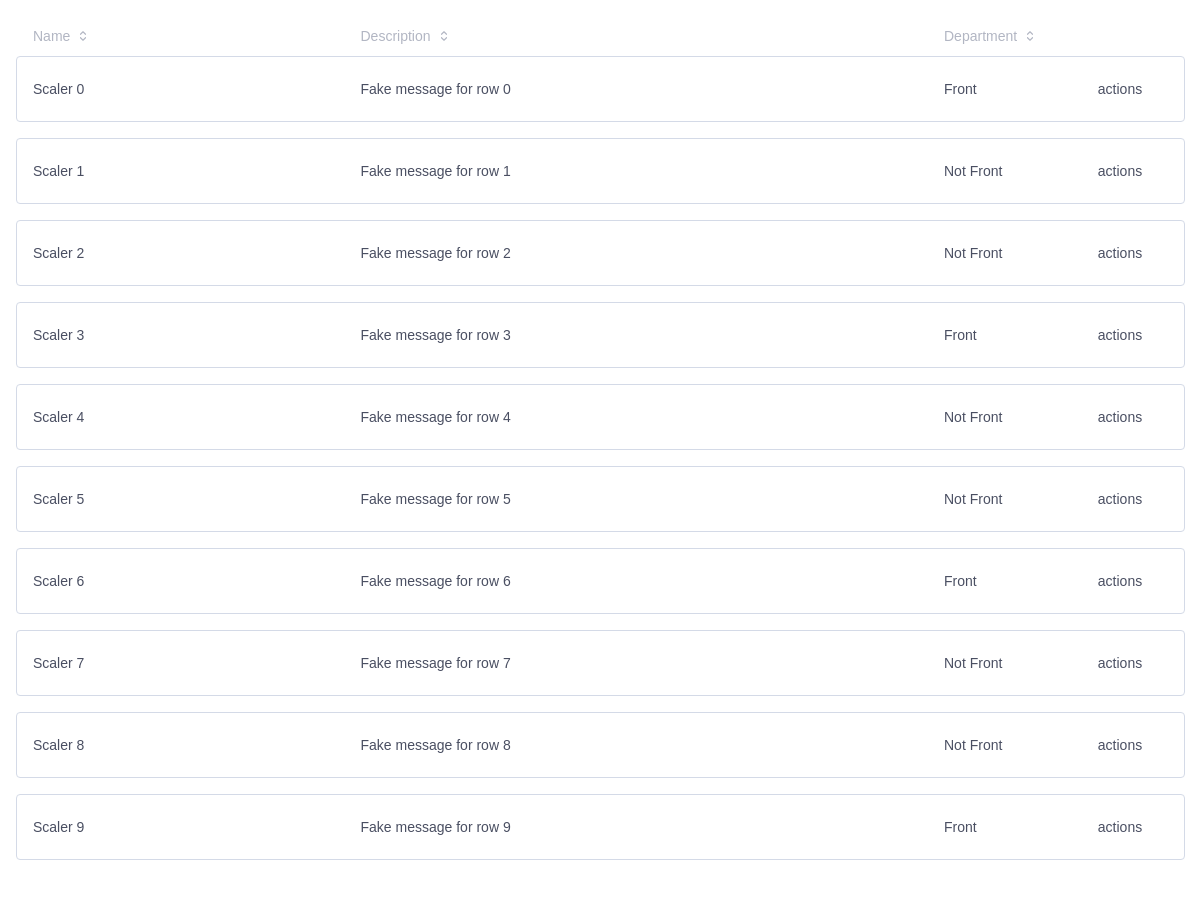 Name Description Department
Scaler 0 Fake message for row 0 Front actions
Scaler 1 Fake message for row 1 Not Front actions
Scaler 2 Fake message for row 2 Not Front actions
Scaler 3 Fake message for row 3 Front actions
Scaler 4 Fake message for row 4 Not Front actions
Scaler 5 Fake message for row 5 Not Front actions
Scaler 6 Fake message for row 6 Front actions
Scaler 7 Fake message for row 7 Not Front actions
Scaler 8 Fake message for row 8 Not Front actions
Scaler 9 Fake message for row 9 Front actions